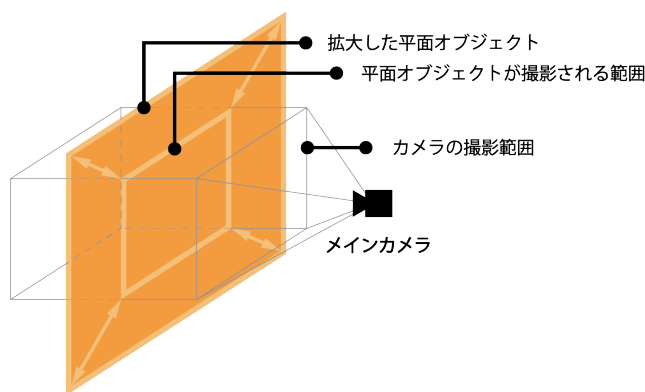 拡大した平面オブジェクト
平面オブジェクトが撮影される範囲
カメラの撮影範囲
メインカメラ